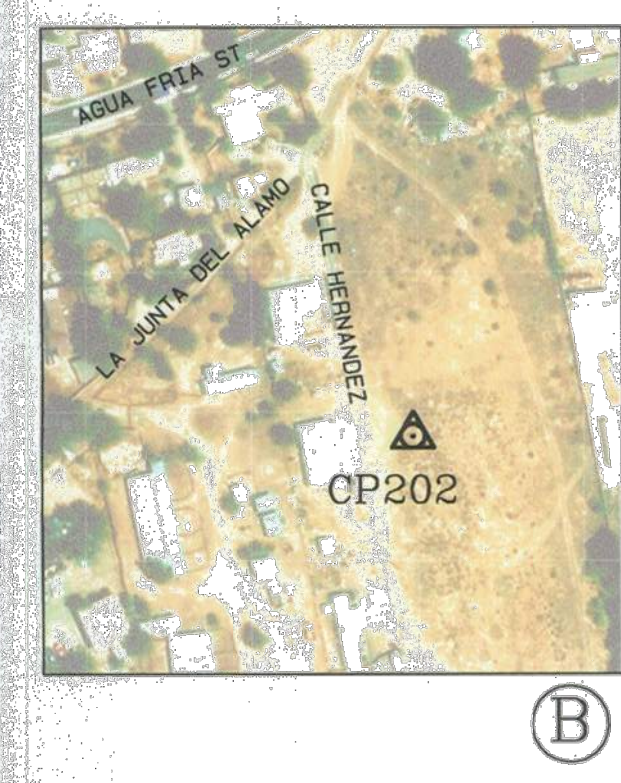 AGUA FRIA ST
LA JUNTA DEL ALAMO
CALLE HERNANDEZ
CP202
B